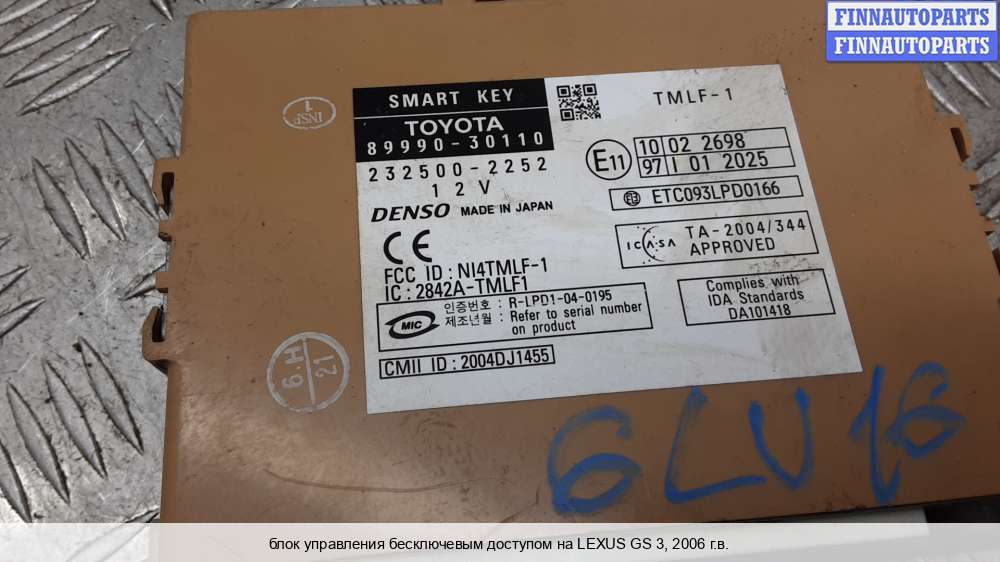 FINNAUTOPARTS
FINNAUTOPARTS
INSP
1
SMART KEY
TOYOTA
89990-30110
232500-2252
12V
DENSO MADE IN JAPAN
CE
FCC ID : NI4TMLF-1
IC : 2842A-TMLF1
MIC
인증번호 : R-LPD1-04-0195
제조년월 : Refer to serial number
on product
CMII ID : 2004DJ1455
TMLF-1
E11
10 02 2698
97 I 01 2025
ETC093LPD0166
ICASA
TA-2004/344
APPROVED
Complies with
IDA Standards
DA101418
6.H
21
6LU16
блок управления бесключевым доступом на LEXUS GS 3, 2006 г.в.